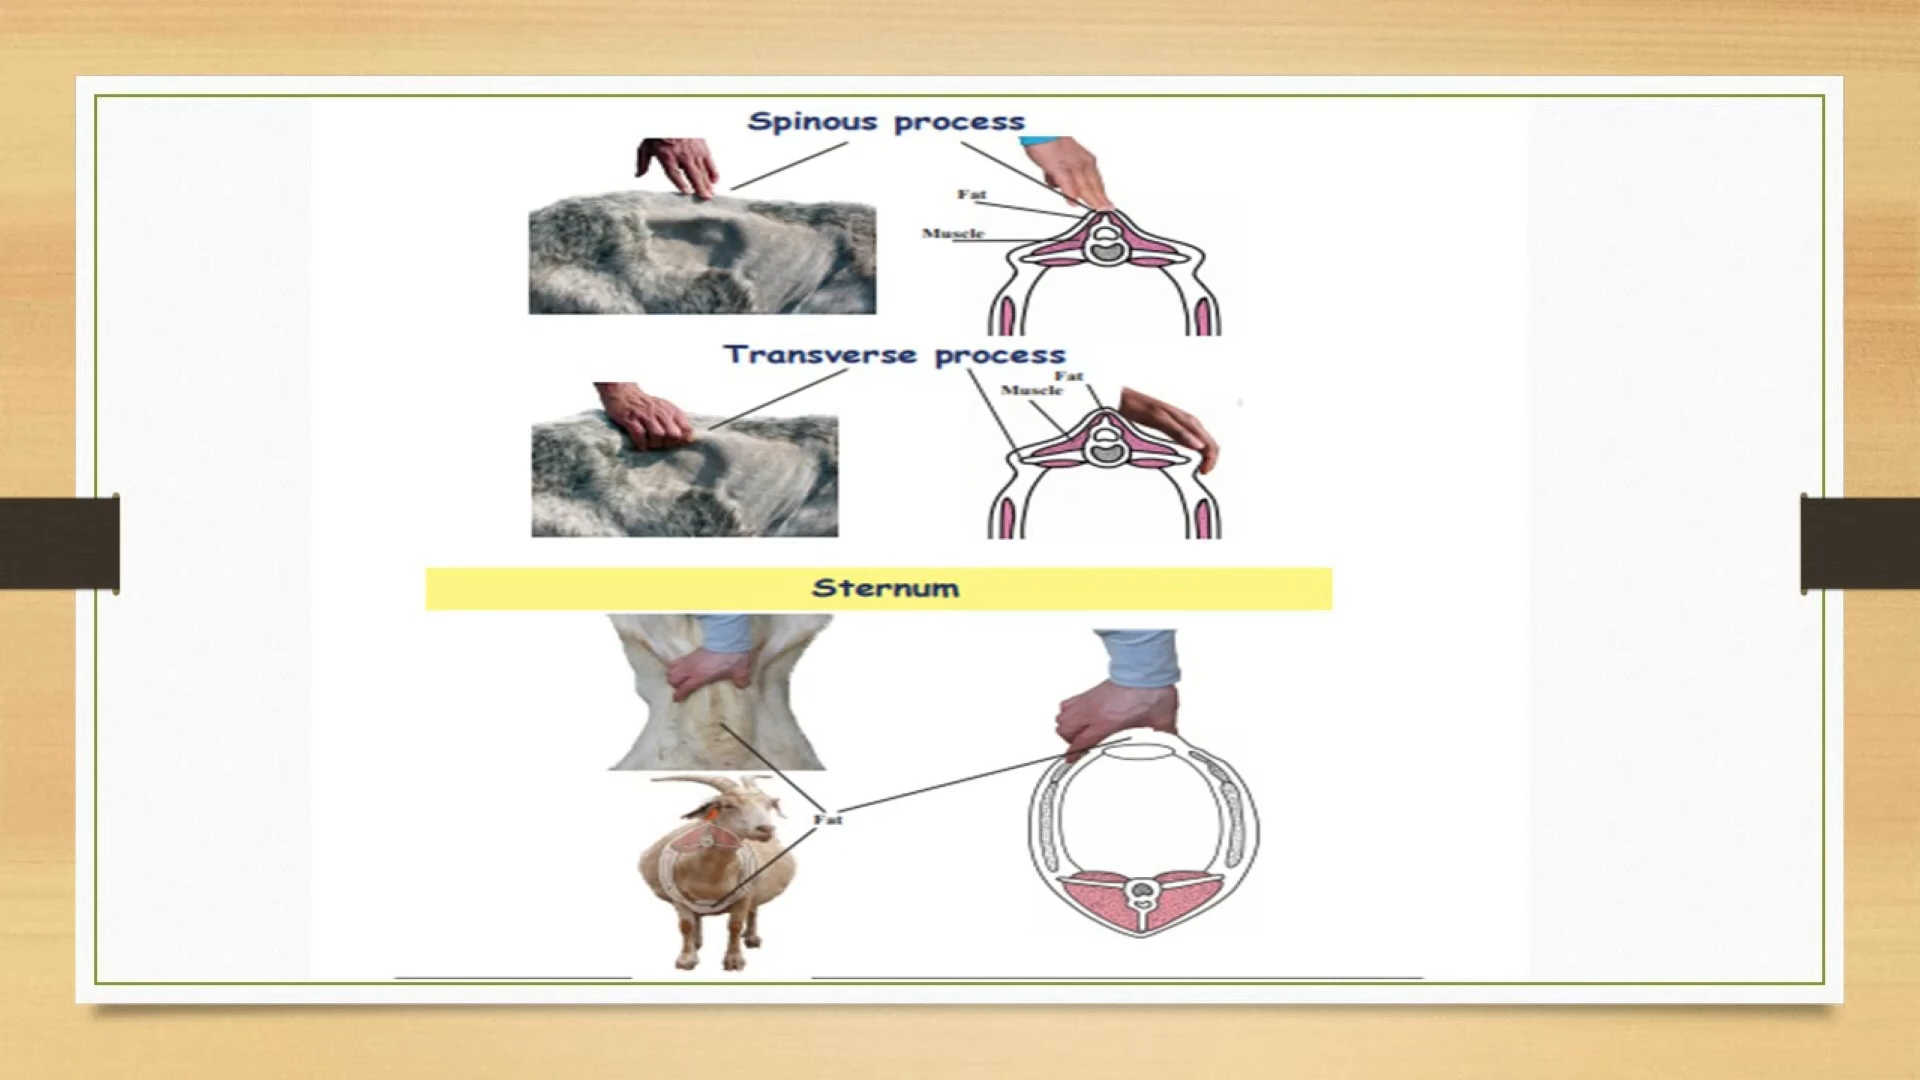 Spinous process
Fat
Muscle
Transverse process
Fat
Muscle
Sternum
Fat